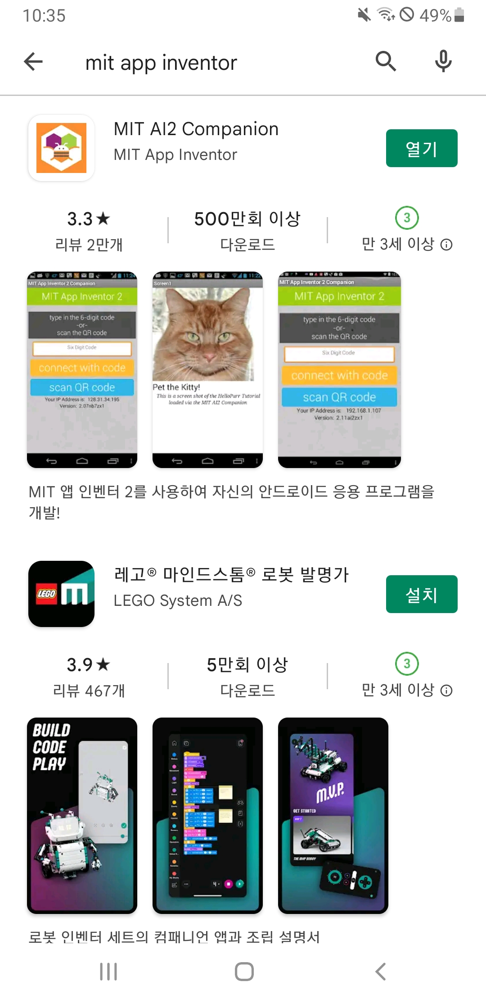 10:35
49%
mit app inventor
MIT AI2 Companion
MIT App Inventor
열기
3.3★
리뷰 2만개
500만회 이상
다운로드
3
만 3세 이상
11:24
MIT App Inventor 2 Companion
MIT App Inventor 2
type in the 6-digit code
-or-
scan the QR code
Six Digit Code
connect with code
scan QR code
Your IP Address is: 128.31.34.195
Version: 2.07nb7zx1
11:22
Screen1
Pet the Kitty!
This is a screen shot of the HelloPurr Tutorial
loaded via the MIT AI2 Companion
MIT App Inventor 2 Companion
MIT App Inventor 2
type in the 6-digit code
-or-
scan the QR code
Six Digit Code
connect with code
scan QR code
Your IP Address is: 192.168.1.107
Version: 2.11ai2zx1
MIT 앱 인벤터 2를 사용하여 자신의 안드로이드 응용 프로그램을
개발!
LEGO
레고® 마인드스톰® 로봇 발명가
LEGO System A/S
설치
3.9★
리뷰 467개
5만회 이상
다운로드
3
만 3세 이상
BUILD
CODE
PLAY
M.V.P.
GET STARTED
THE MVP BUGGY
로봇 인벤터 세트의 컴패니언 앱과 조립 설명서